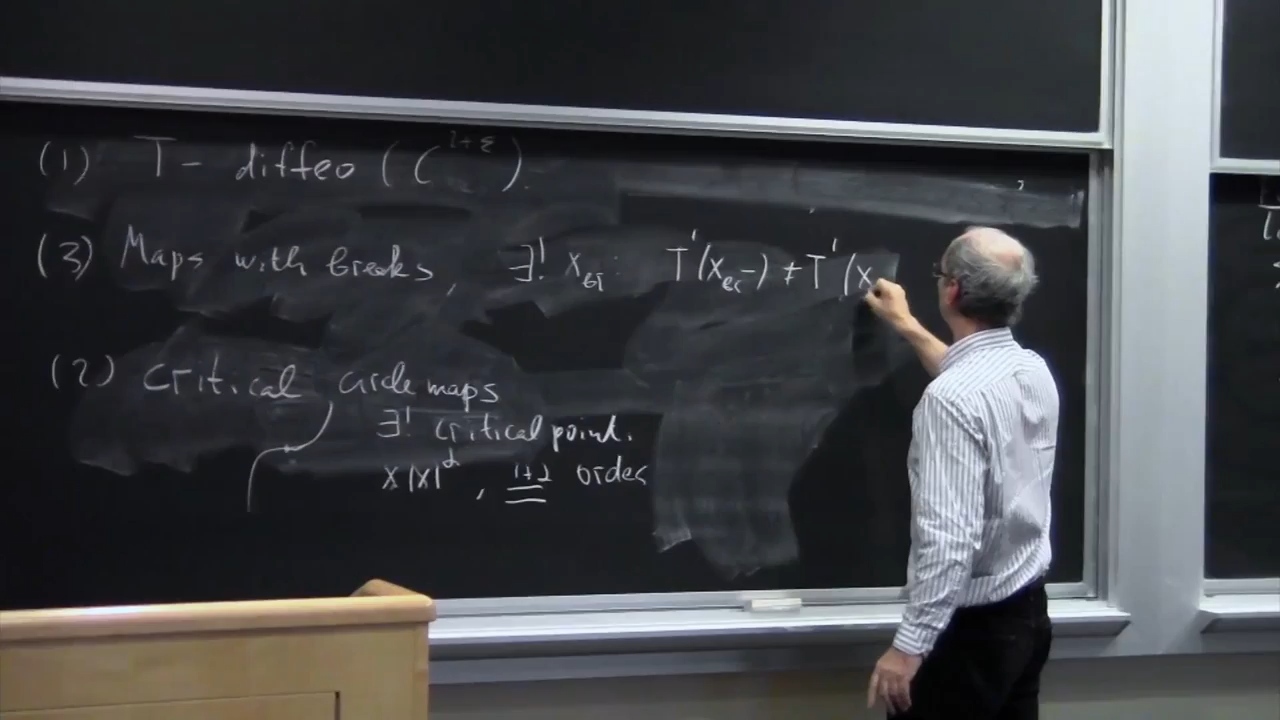 (1) T - diffeo (C^{2+ε}).
(3) Maps with breaks, ∃! x_{br}: T'(x_{br}-) ≠ T'(x
(2) Critical circle maps
∃! critical point.
x|x|^α, 1+α order